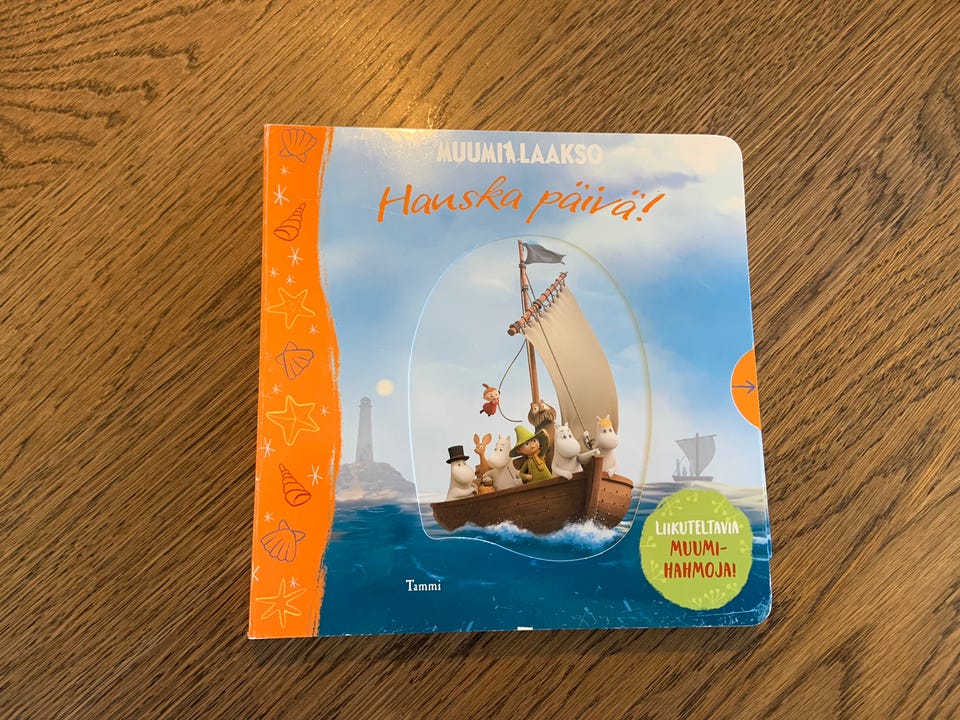 MUUMILAAKSO
Hauska päivä!
LIIKUTELTAVIA
MUUMI-
HAHMOJA!
Tammi